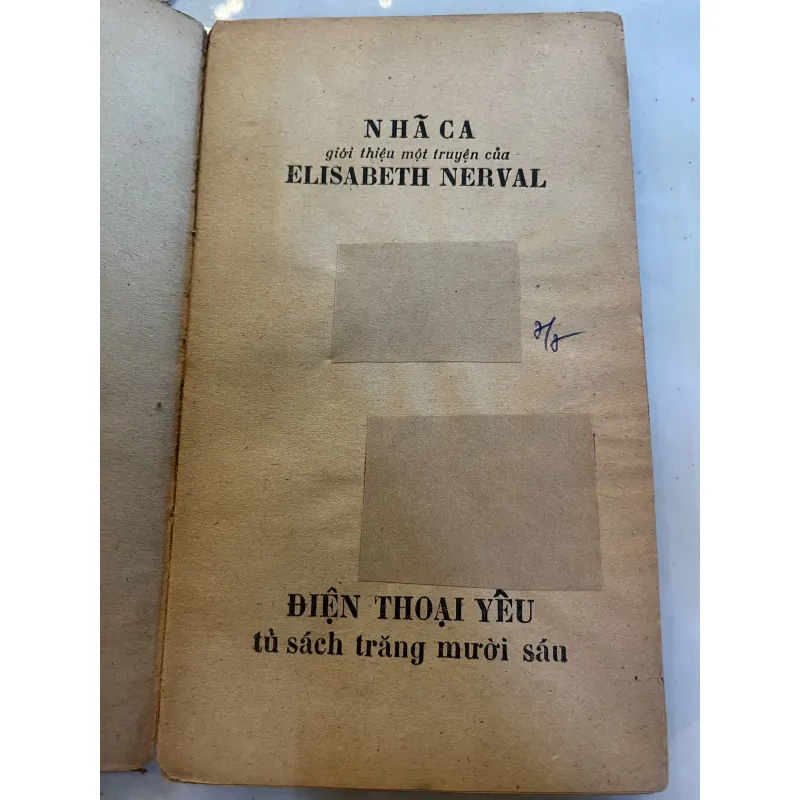 NHÃ CA
giới thiệu một truyện của
ELISABETH NERVAL
ĐIỆN THOẠI YÊU
tủ sách trăng mười sáu